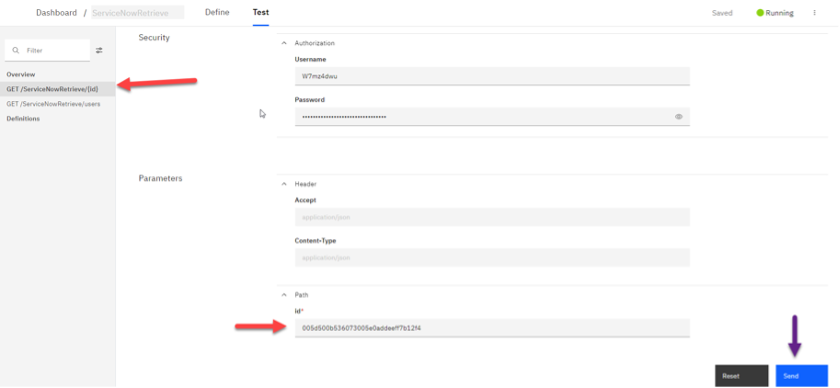 Dashboard / ServiceNowRetrieve Define Test Saved Running
Filter
Overview
GET /ServiceNowRetrieve/{id}
GET /ServiceNowRetrieve/users
Definitions
Security
Authorization
Username
W7mz4dwu
Password
Parameters
Header
Accept
application/json
Content-Type
application/json
Path
id*
005d500b536073005e0addeeff7b12f4
Reset Send